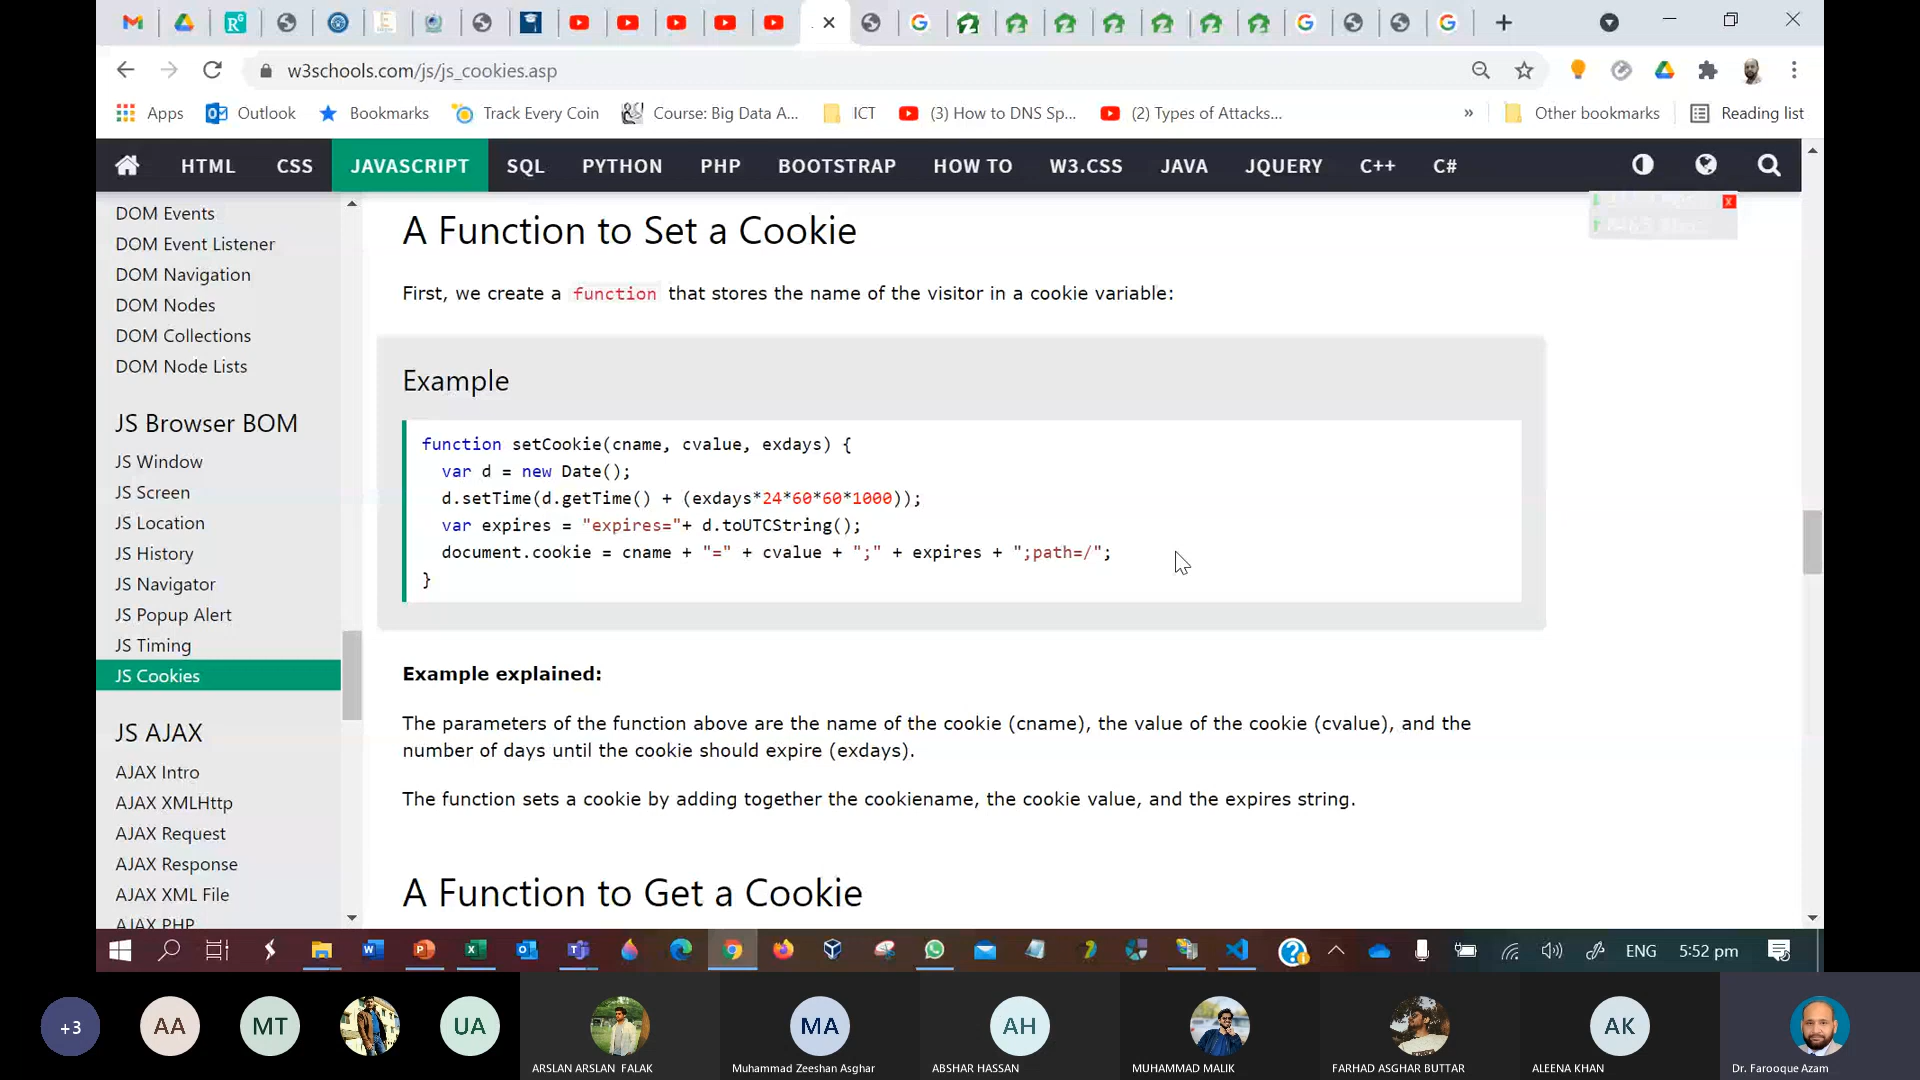 w3schools.com/js/js_cookies.asp
Apps
Outlook
Bookmarks
Track Every Coin
Course: Big Data A...
ICT
(3) How to DNS Sp...
(2) Types of Attacks...
»
Other bookmarks
Reading list
HTML
CSS
JAVASCRIPT
SQL
PYTHON
PHP
BOOTSTRAP
HOW TO
W3.CSS
JAVA
JQUERY
C++
C#
DOM Events
DOM Event Listener
DOM Navigation
DOM Nodes
DOM Collections
DOM Node Lists
JS Browser BOM
JS Window
JS Screen
JS Location
JS History
JS Navigator
JS Popup Alert
JS Timing
JS Cookies
JS AJAX
AJAX Intro
AJAX XMLHttp
AJAX Request
AJAX Response
AJAX XML File
AJAX PHP
A Function to Set a Cookie
First, we create a function that stores the name of the visitor in a cookie variable:
Example
function setCookie(cname, cvalue, exdays) {
var d = new Date();
d.setTime(d.getTime() + (exdays*24*60*60*1000));
var expires = "expires="+ d.toUTCString();
document.cookie = cname + "=" + cvalue + ";" + expires + ";path=/";
}
Example explained:
The parameters of the function above are the name of the cookie (cname), the value of the cookie (cvalue), and the
number of days until the cookie should expire (exdays).
The function sets a cookie by adding together the cookiename, the cookie value, and the expires string.
A Function to Get a Cookie
ENG
5:52 pm
+3
AA
MT
UA
ARSLAN ARSLAN FALAK
MA
Muhammad Zeeshan Asghar
AH
ABSHAR HASSAN
MUHAMMAD MALIK
FARHAD ASGHAR BUTTAR
AK
ALEENA KHAN
Dr. Farooque Azam